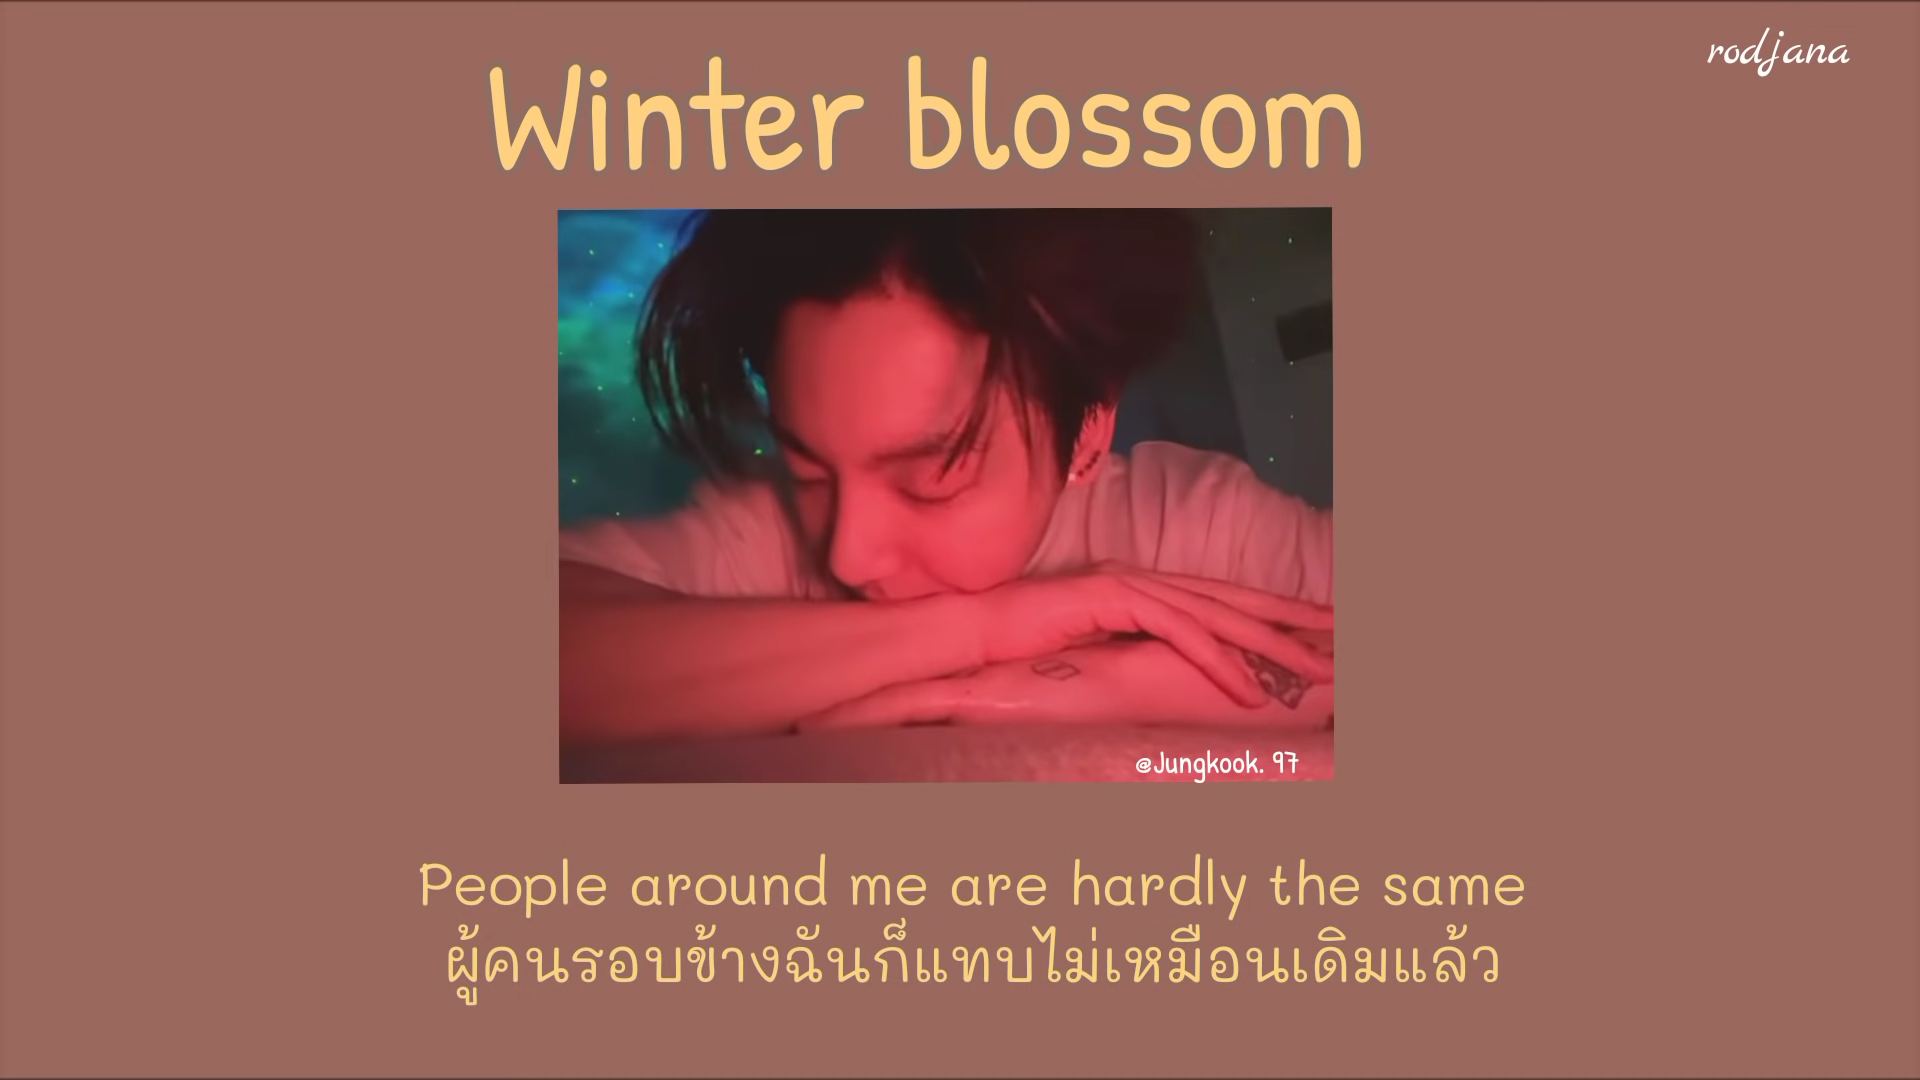 rodjana
Winter blossom
@Jungkook. 97
People around me are hardly the same
ผู้คนรอบข้างฉันก็แทบไม่เหมือนเดิมแล้ว